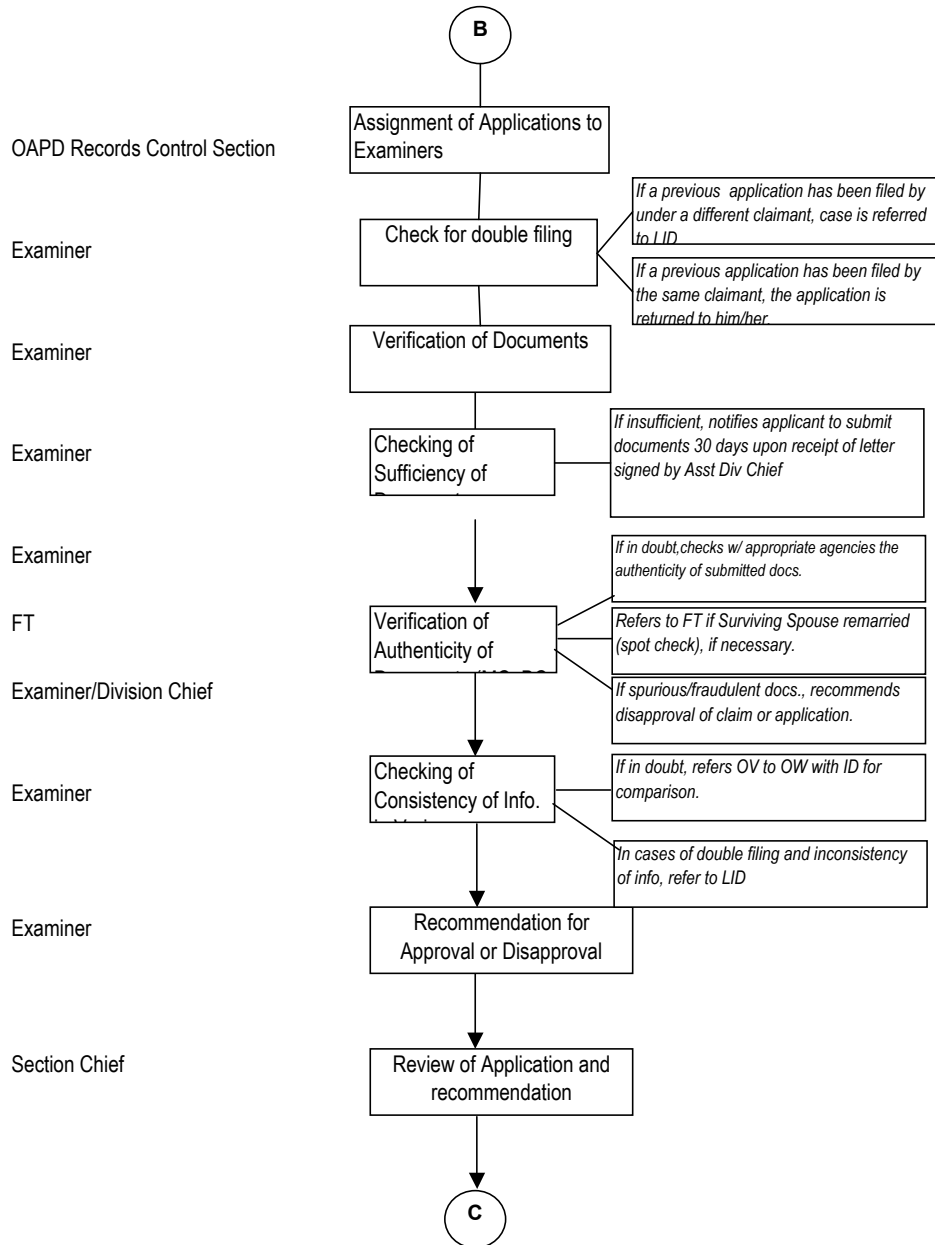 B
OAPD Records Control Section
Assignment of Applications to
Examiners
If a previous application has been filed by
under a different claimant, case is referred
to LID
Examiner
Check for double filing
If a previous application has been filed by
the same claimant, the application is
returned to him/her.
Examiner
Verification of Documents
Examiner
Checking of
Sufficiency of
If insufficient, notifies applicant to submit
documents 30 days upon receipt of letter
signed by Asst Div Chief
Examiner
If in doubt,checks w/ appropriate agencies the
authenticity of submitted docs.
FT
Verification of
Authenticity of
Refers to FT if Surviving Spouse remarried
(spot check), if necessary.
Examiner/Division Chief
If spurious/fraudulent docs., recommends
disapproval of claim or application.
Examiner
Checking of
Consistency of Info.
If in doubt, refers OV to OW with ID for
comparison.
In cases of double filing and inconsistency
of info, refer to LID
Examiner
Recommendation for
Approval or Disapproval
Section Chief
Review of Application and
recommendation
C